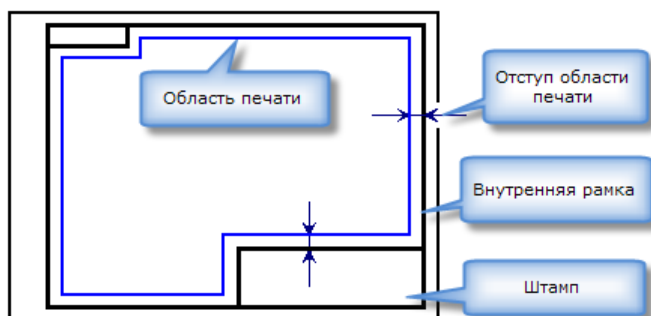 Область печати
Отступ области
печати
Внутренняя рамка
Штамп